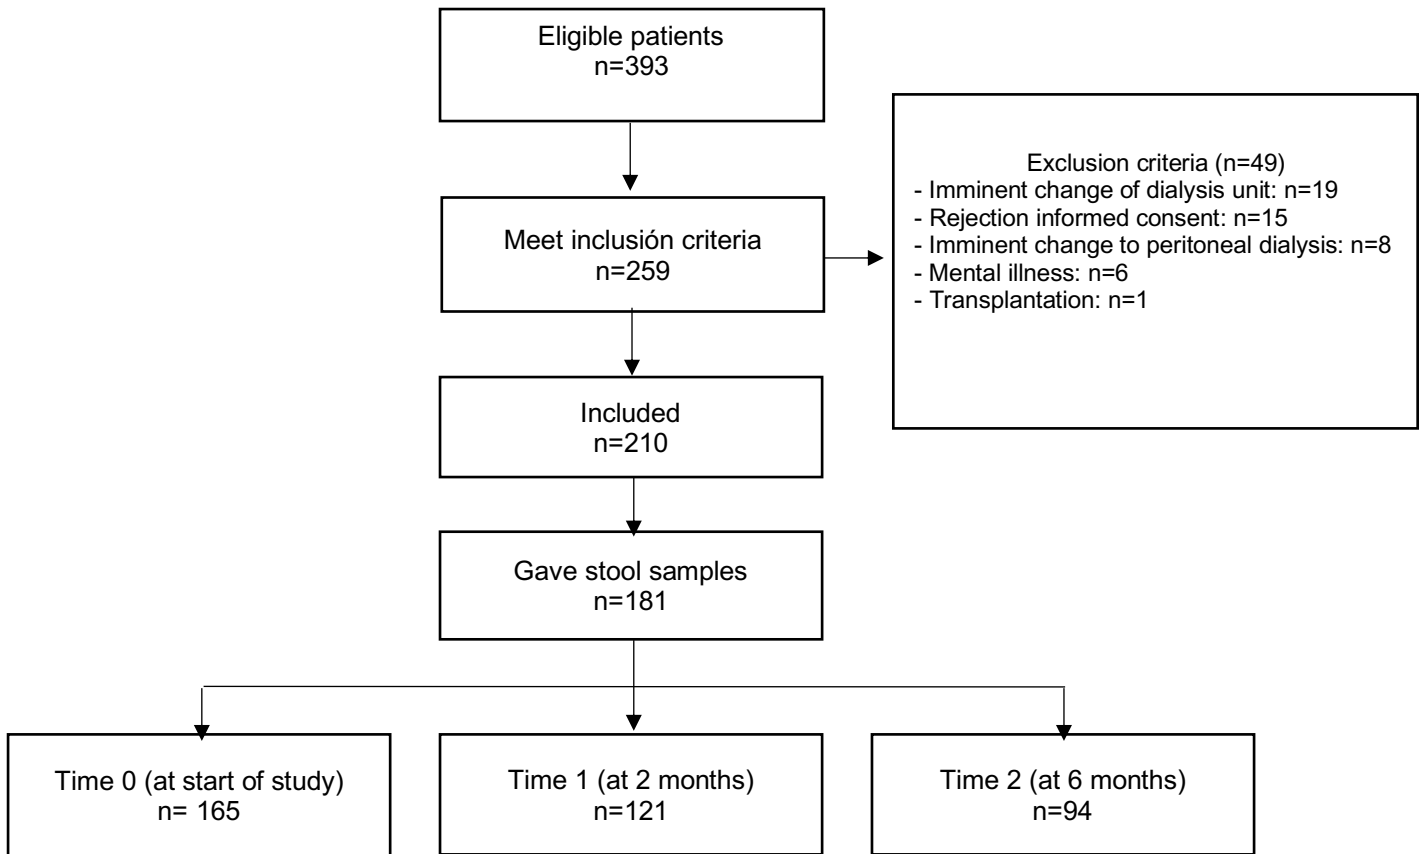 Eligible patients
n=393
Exclusion criteria (n=49)
- Imminent change of dialysis unit: n=19
- Rejection informed consent: n=15
- Imminent change to peritoneal dialysis: n=8
- Mental illness: n=6
- Transplantation: n=1
Meet inclusión criteria
n=259
Included
n=210
Gave stool samples
n=181
Time 0 (at start of study)
n= 165
Time 1 (at 2 months)
n=121
Time 2 (at 6 months)
n=94